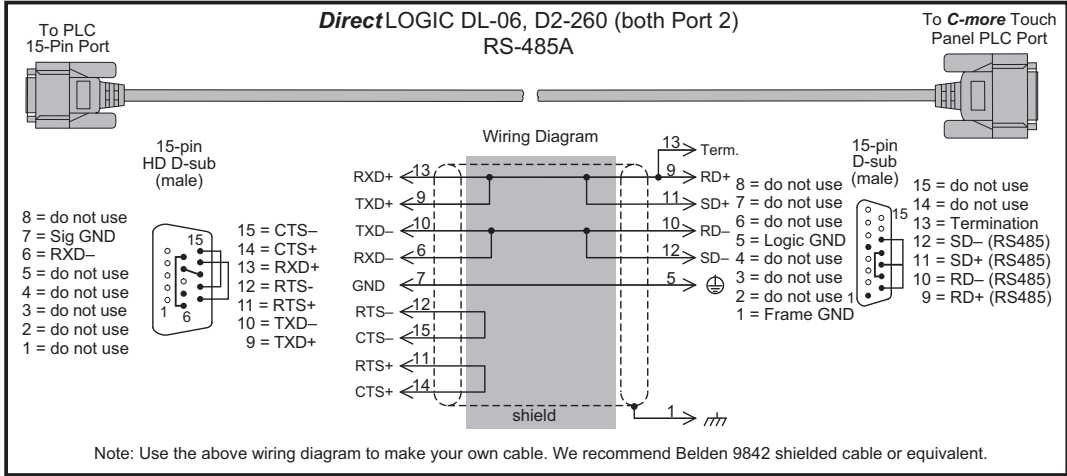 DirectLOGIC DL-06, D2-260 (both Port 2)
RS-485A
To PLC
15-Pin Port
To C-more Touch
Panel PLC Port
15-pin
HD D-sub
(male)
8 = do not use
7 = Sig GND
6 = RXD–
5 = do not use
4 = do not use
3 = do not use
2 = do not use
1 = do not use
15
1
6
15 = CTS–
14 = CTS+
13 = RXD+
12 = RTS-
11 = RTS+
10 = TXD–
9 = TXD+
Wiring Diagram
13 Term.
RXD+ 13 9 RD+
TXD+ 9 11 SD+
TXD– 10 10 RD–
RXD– 6 12 SD–
GND 7 5
RTS– 12
CTS– 15
RTS+ 11
CTS+ 14
shield
1
15-pin
D-sub
(male)
8 = do not use
7 = do not use
6 = do not use
5 = Logic GND
4 = do not use
3 = do not use
2 = do not use
1 = Frame GND
15
1
15 = do not use
14 = do not use
13 = Termination
12 = SD– (RS485)
11 = SD+ (RS485)
10 = RD– (RS485)
9 = RD+ (RS485)
Note: Use the above wiring diagram to make your own cable. We recommend Belden 9842 shielded cable or equivalent.